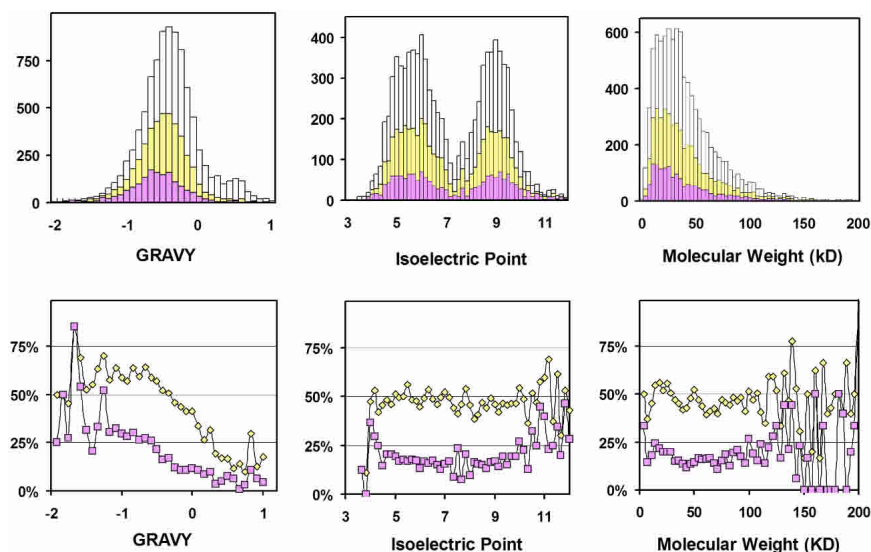 750
500
250
0
-2 -1 0 1
GRAVY
400
300
200
100
0
3 5 7 9 11
Isoelectric Point
600
400
200
0
0 50 100 150 200
Molecular Weight (kD)
75%
50%
25%
0%
-2 -1 0 1
GRAVY
75%
50%
25%
0%
3 5 7 9 11
Isoelectric Point
75%
50%
25%
0%
0 50 100 150 200
Molecular Weight (KD)